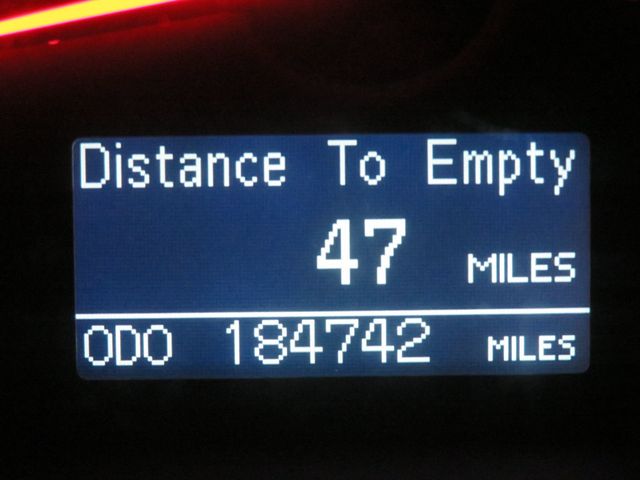 Distance To Empty
47 MILES
ODO 184742 MILES